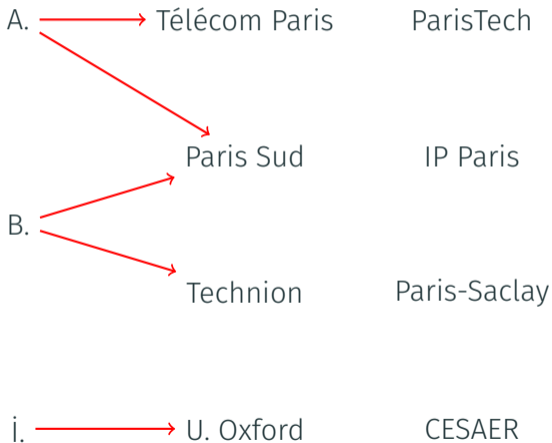 A. Télécom Paris ParisTech
Paris Sud IP Paris
B.
Technion Paris-Saclay
İ. U. Oxford CESAER